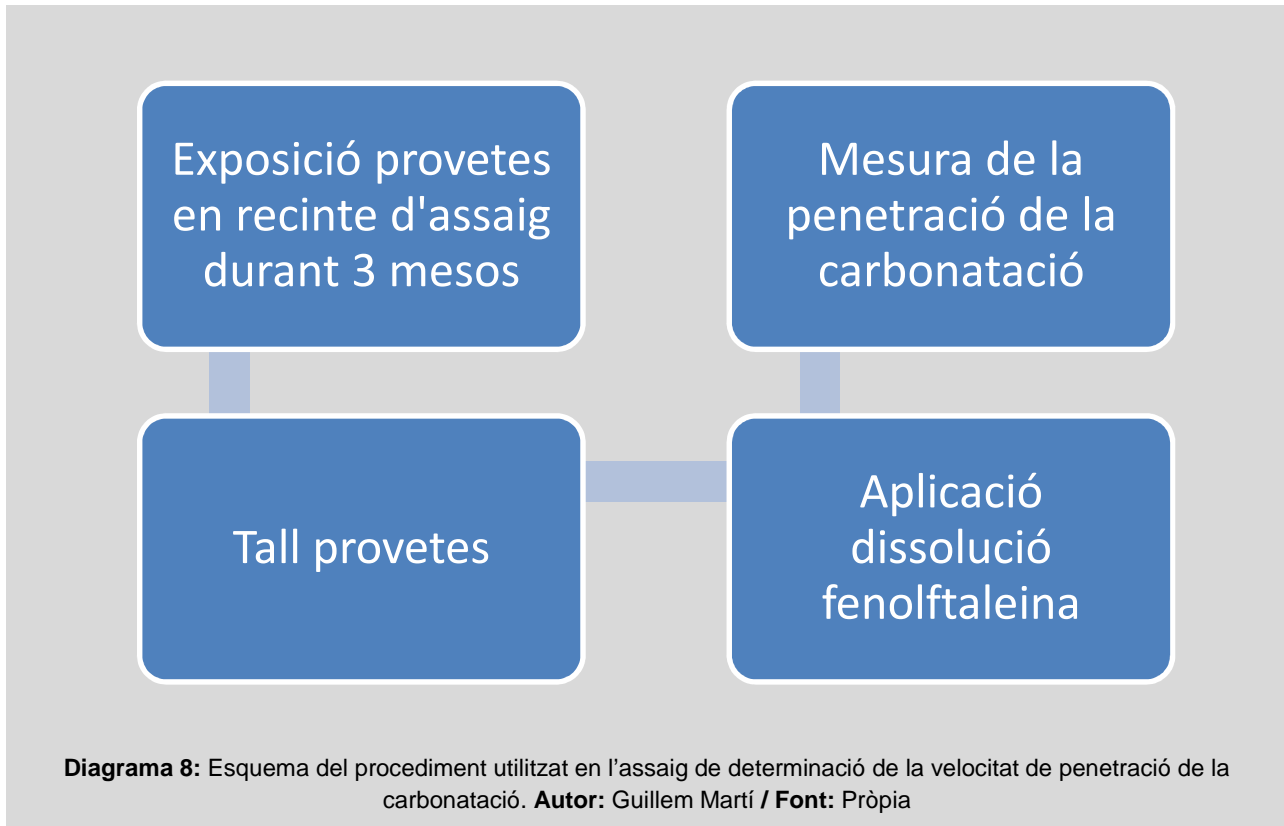 Exposició provetes
en recinte d'assaig
durant 3 mesos
Tall provetes
Aplicació
dissolució
fenolftaleina
Mesura de la
penetració de la
carbonatació
Diagrama 8: Esquema del procediment utilitzat en l’assaig de determinació de la velocitat de penetració de la
carbonatació. Autor: Guillem Martí / Font: Pròpia